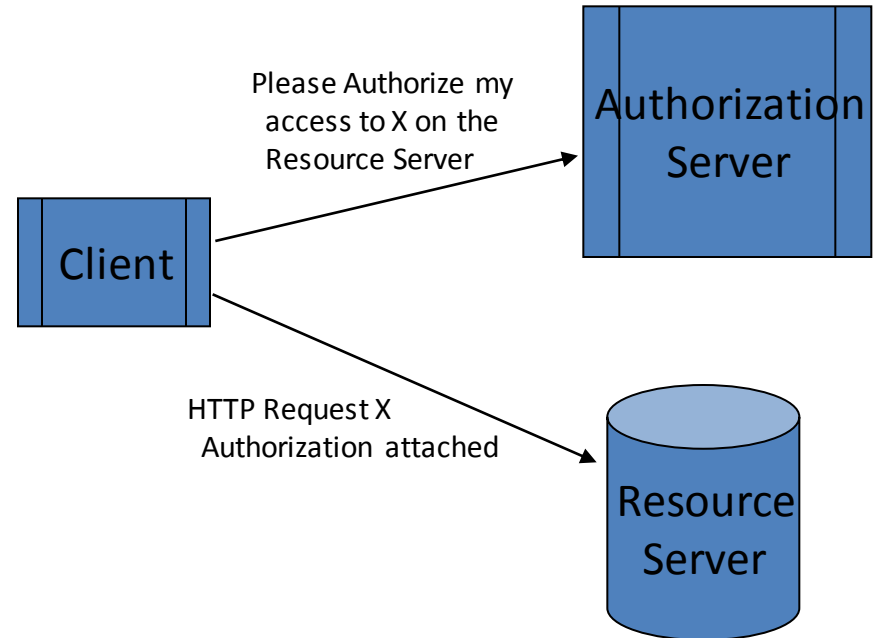 Please Authorize my
access to X on the
Resource Server
Authorization
Server
Client
HTTP Request X
Authorization attached
Resource
Server